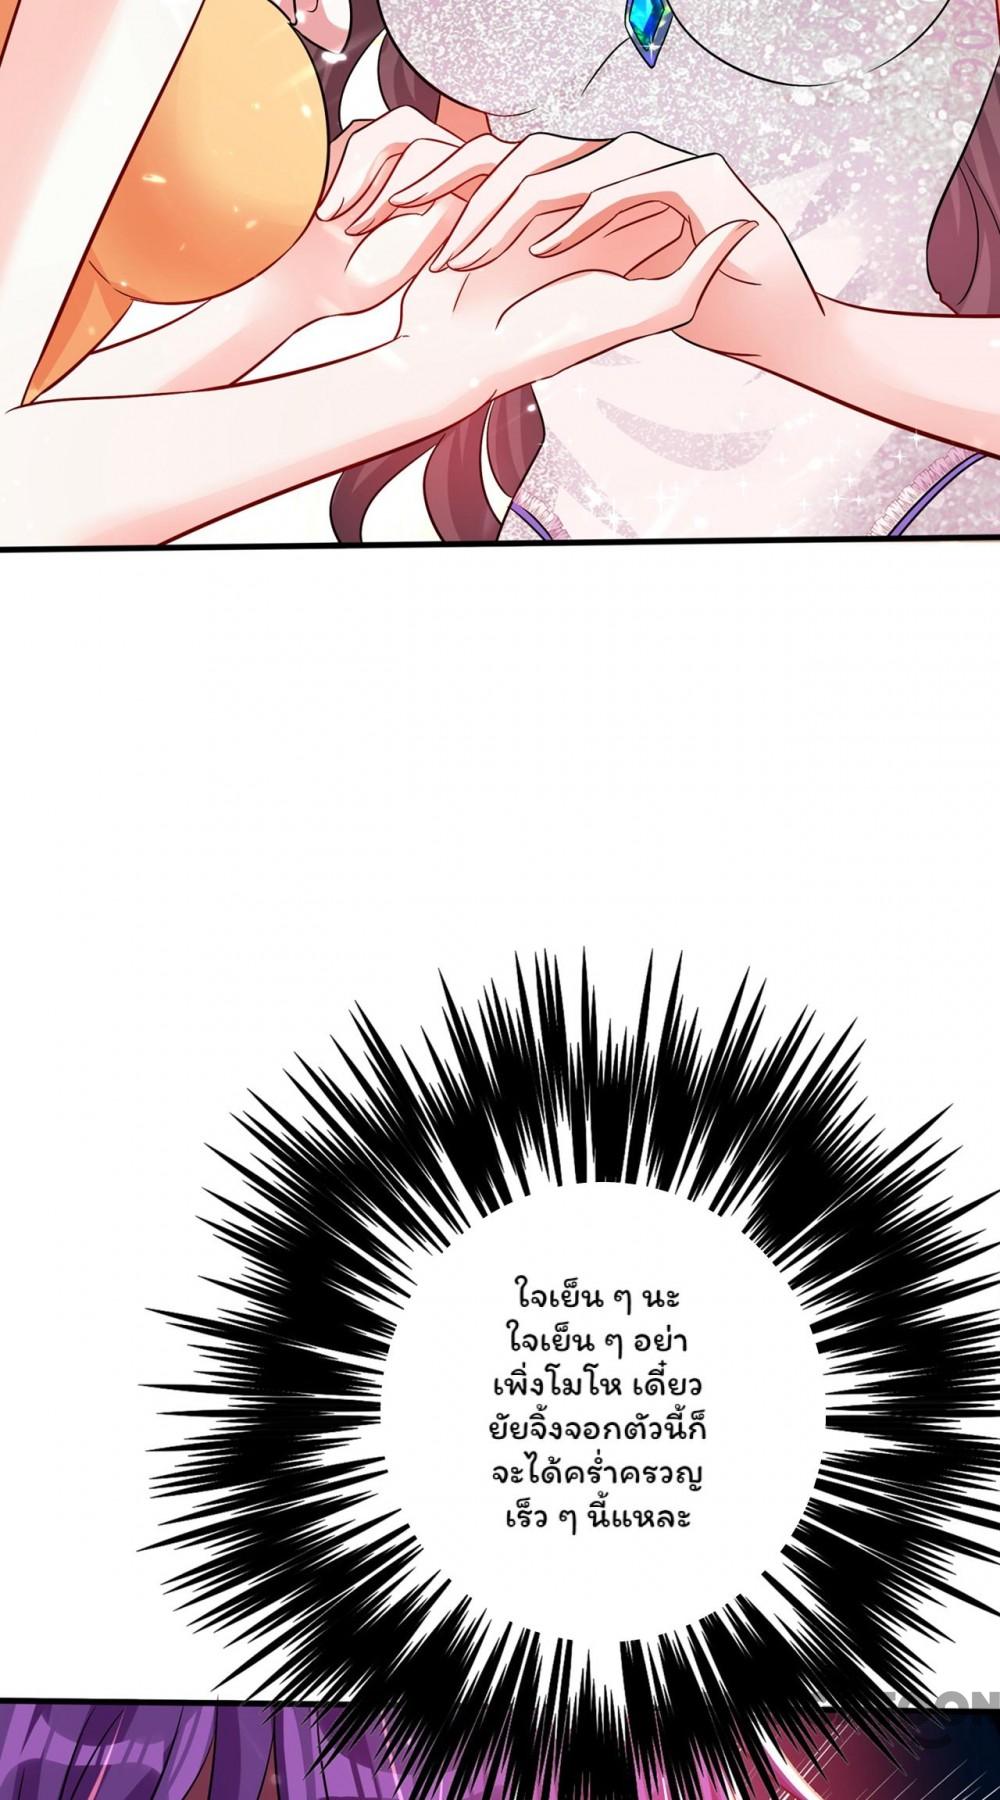 ใจเย็น ๆ นะ
ใจเย็น ๆ อย่า
เพิ่งโมโห เดี๋ยว
ยัยจิ้งจอกตัวนี้ก็
จะได้คร่ำครวญ
เร็ว ๆ นี้แหละ